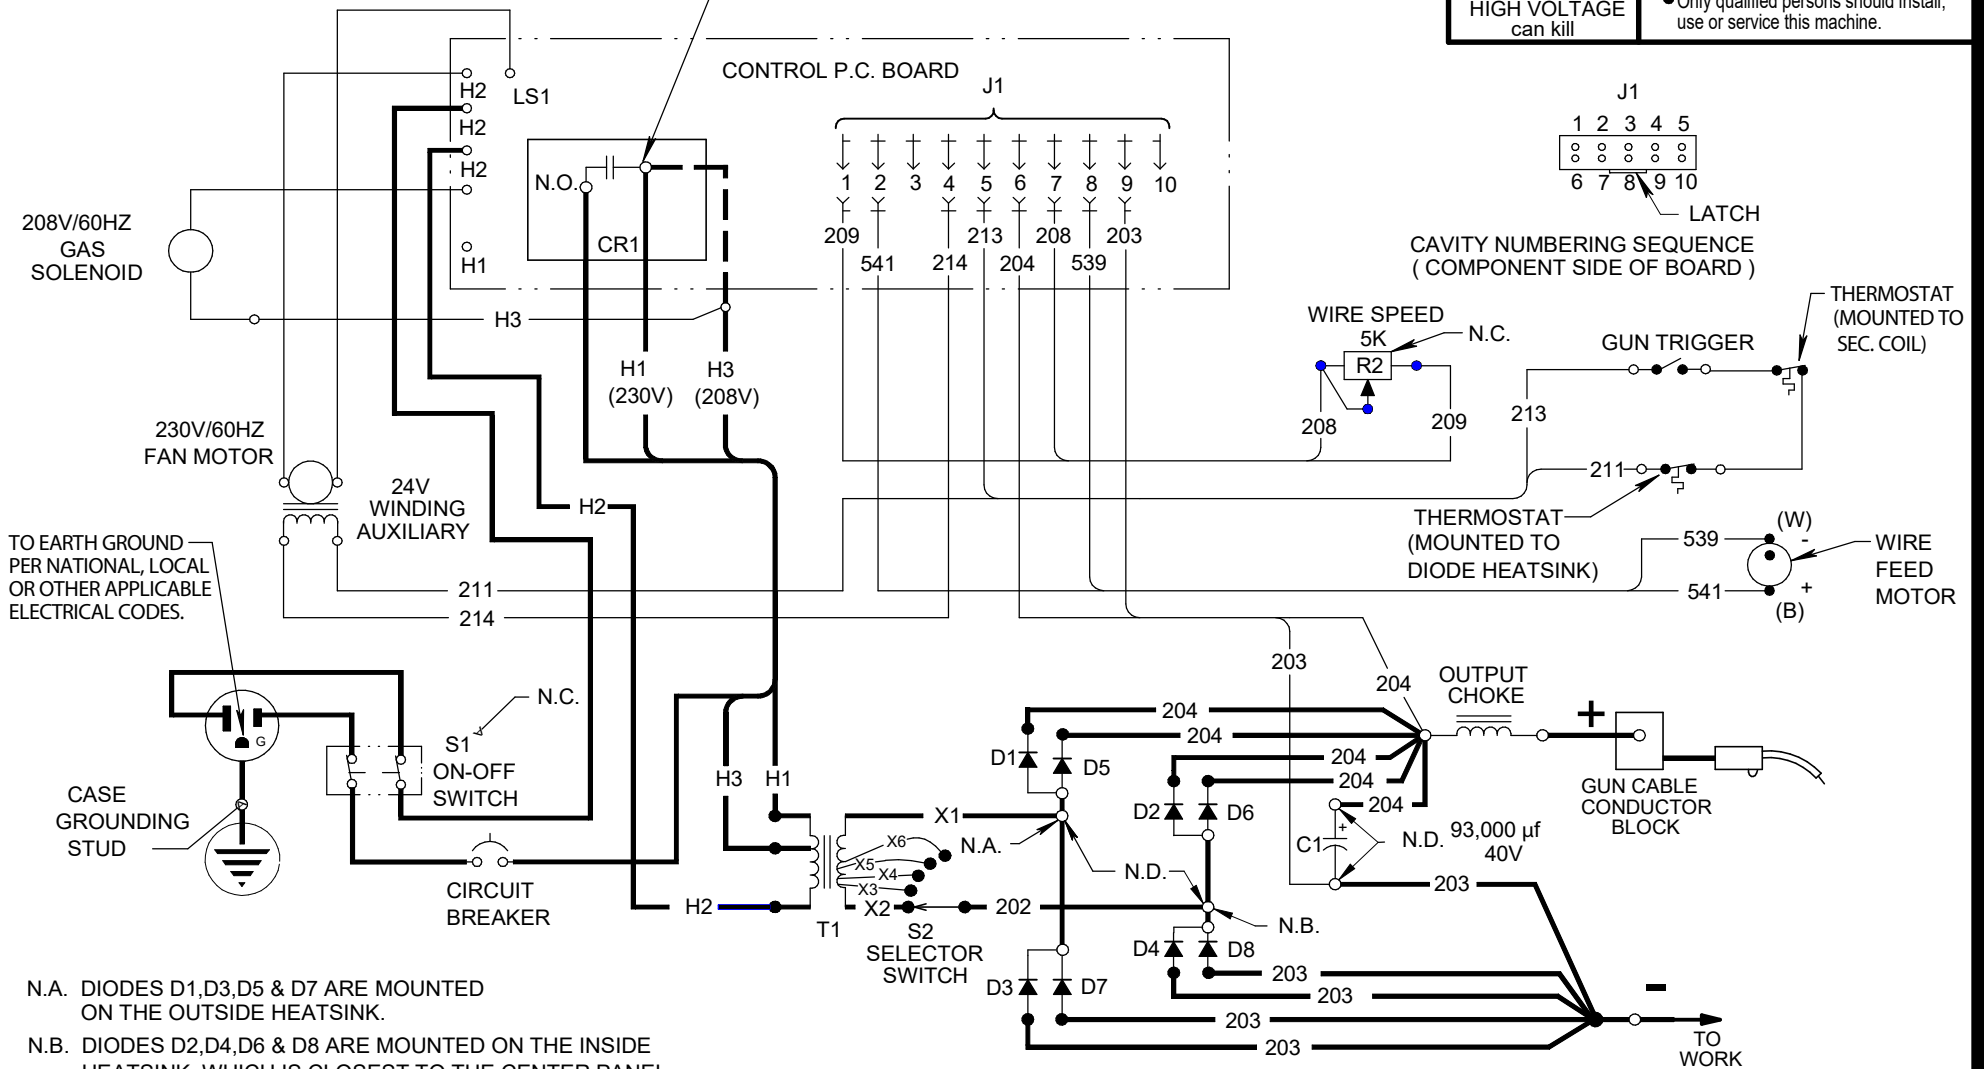 HIGH VOLTAGE
can kill
● Only qualified persons should install,
use or service this machine.
CONTROL P.C. BOARD
J1
H2
LS1
H2
H2
H1
N.O.
CR1
1 2 3 4 5 6 7 8 9 10
209 213 208 203
541 214 204 539
J1
1 2 3 4 5
6 7 8 9 10
LATCH
CAVITY NUMBERING SEQUENCE
( COMPONENT SIDE OF BOARD )
208V/60HZ
GAS
SOLENOID
H3
H1
(230V)
H3
(208V)
WIRE SPEED
5K
R2
N.C.
208
209
GUN TRIGGER
THERMOSTAT
(MOUNTED TO
SEC. COIL)
213
211
THERMOSTAT
(MOUNTED TO
DIODE HEATSINK)
230V/60HZ
FAN MOTOR
24V
WINDING
AUXILIARY
H2
TO EARTH GROUND
PER NATIONAL, LOCAL
OR OTHER APPLICABLE
ELECTRICAL CODES.
211
214
539
541
(W)
-
+
(B)
WIRE
FEED
MOTOR
203
204
OUTPUT
CHOKE
+
GUN CABLE
CONDUCTOR
BLOCK
G
N.C.
S1
ON-OFF
SWITCH
CASE
GROUNDING
STUD
CIRCUIT
BREAKER
H3 H1
H2
T1
X1
X6
X5
X4
X3
X2
S2
SELECTOR
SWITCH
202
N.A.
N.D.
N.B.
204
204
204
204
204
D1
D5
D2
D6
C1
+
N.D.
93,000 µf
40V
203
D4
D8
D3
D7
203
203
203
203
-
TO
WORK
N.A. DIODES D1,D3,D5 & D7 ARE MOUNTED
ON THE OUTSIDE HEATSINK.
N.B. DIODES D2,D4,D6 & D8 ARE MOUNTED ON THE INSIDE
HEATSINK, WHICH IS CLOSEST TO THE CENTER PANEL